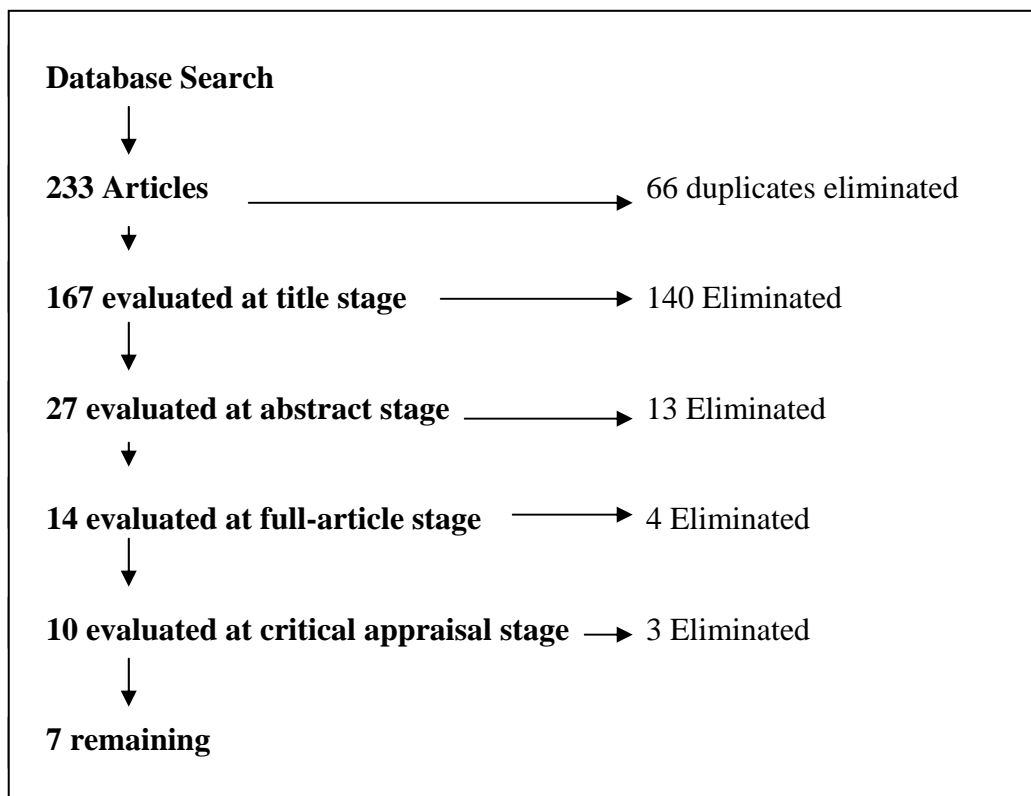 Database Search
233 Articles
66 duplicates eliminated
167 evaluated at title stage
140 Eliminated
27 evaluated at abstract stage
13 Eliminated
14 evaluated at full-article stage
4 Eliminated
10 evaluated at critical appraisal stage
3 Eliminated
7 remaining